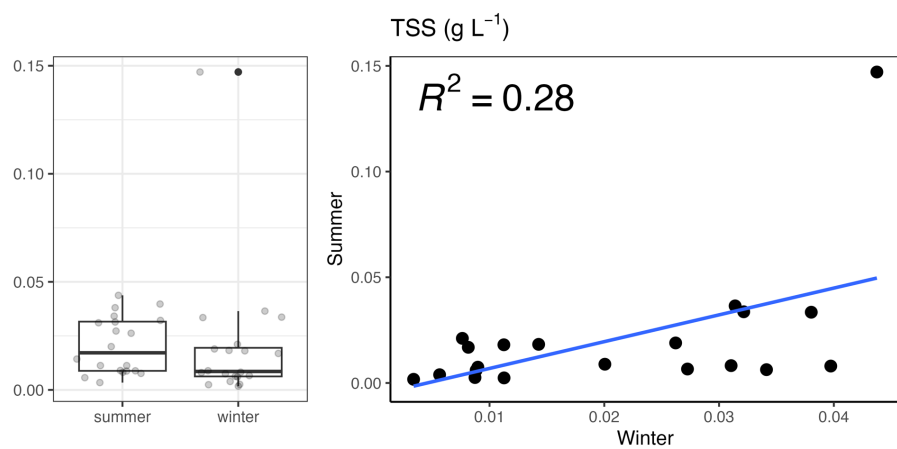 TSS (g L⁻¹)
0.15
0.10
0.05
0.00
summer
winter
R² = 0.28
Summer
0.15
0.10
0.05
0.00
0.01
0.02
0.03
0.04
Winter